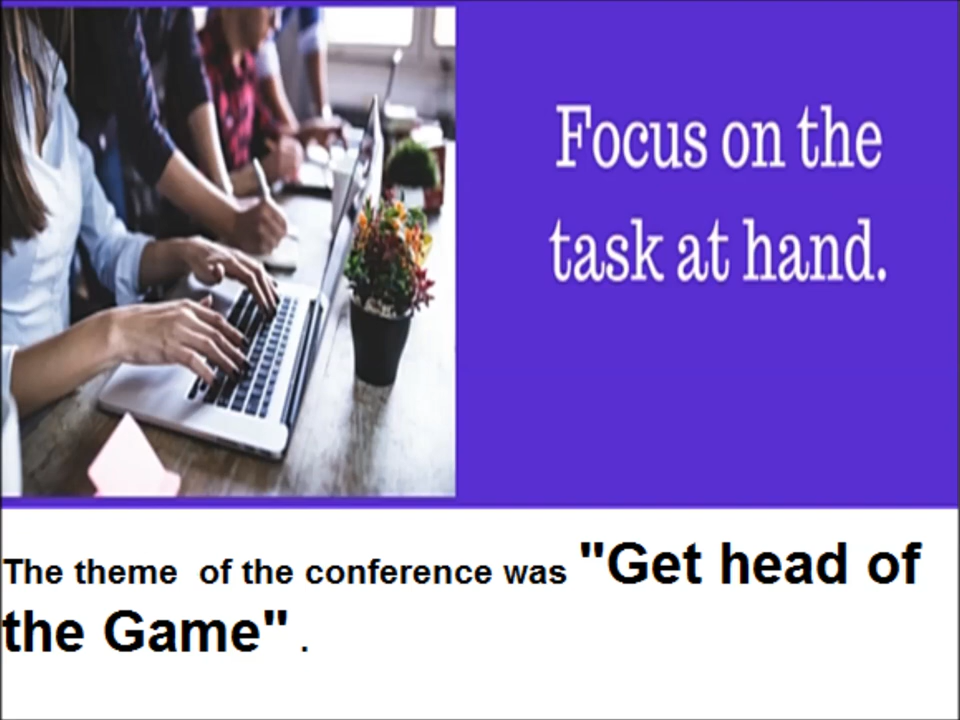 Focus on the
task at hand.
The theme  of the conference was "Get head of
the Game" .